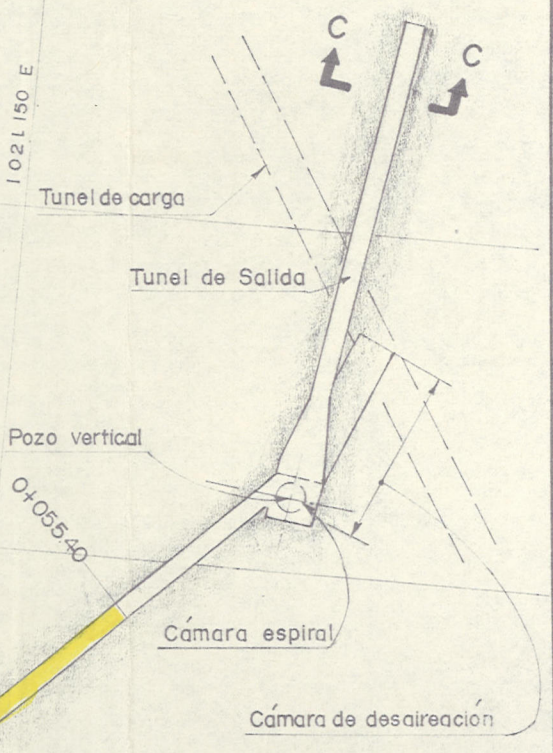 C
C
1021150 E
Tunel de carga
Tunel de Salida
Pozo vertical
0+055.40
Cámara espiral
Cámara de desaireación